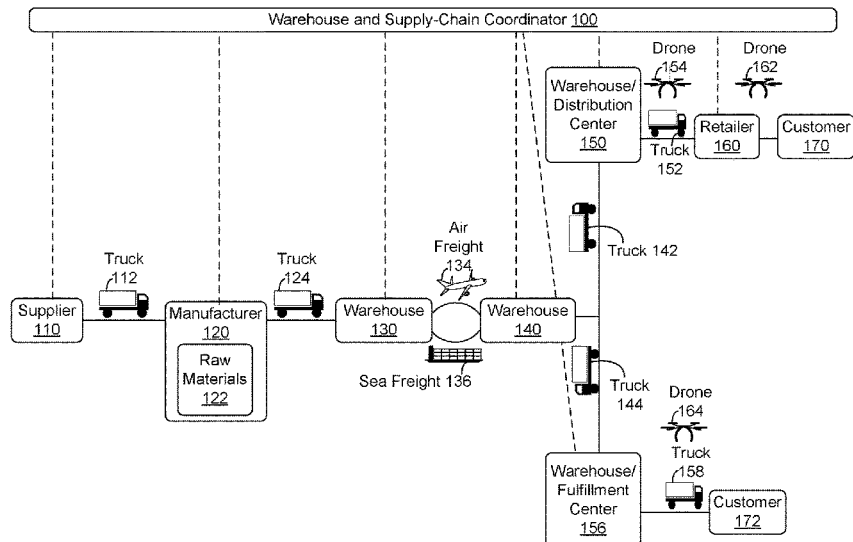 Warehouse and Supply-Chain Coordinator 100
Drone
154
Drone
162
Warehouse/
Distribution
Center
150
Truck
152
Retailer
160
Customer
170
Truck 142
Air
Freight
134
Truck
112
Truck
124
Supplier
110
Manufacturer
120
Raw
Materials
122
Warehouse
130
Warehouse
140
Sea Freight 136
Truck
144
Drone
164
Truck
158
Warehouse/
Fulfillment
Center
156
Customer
172